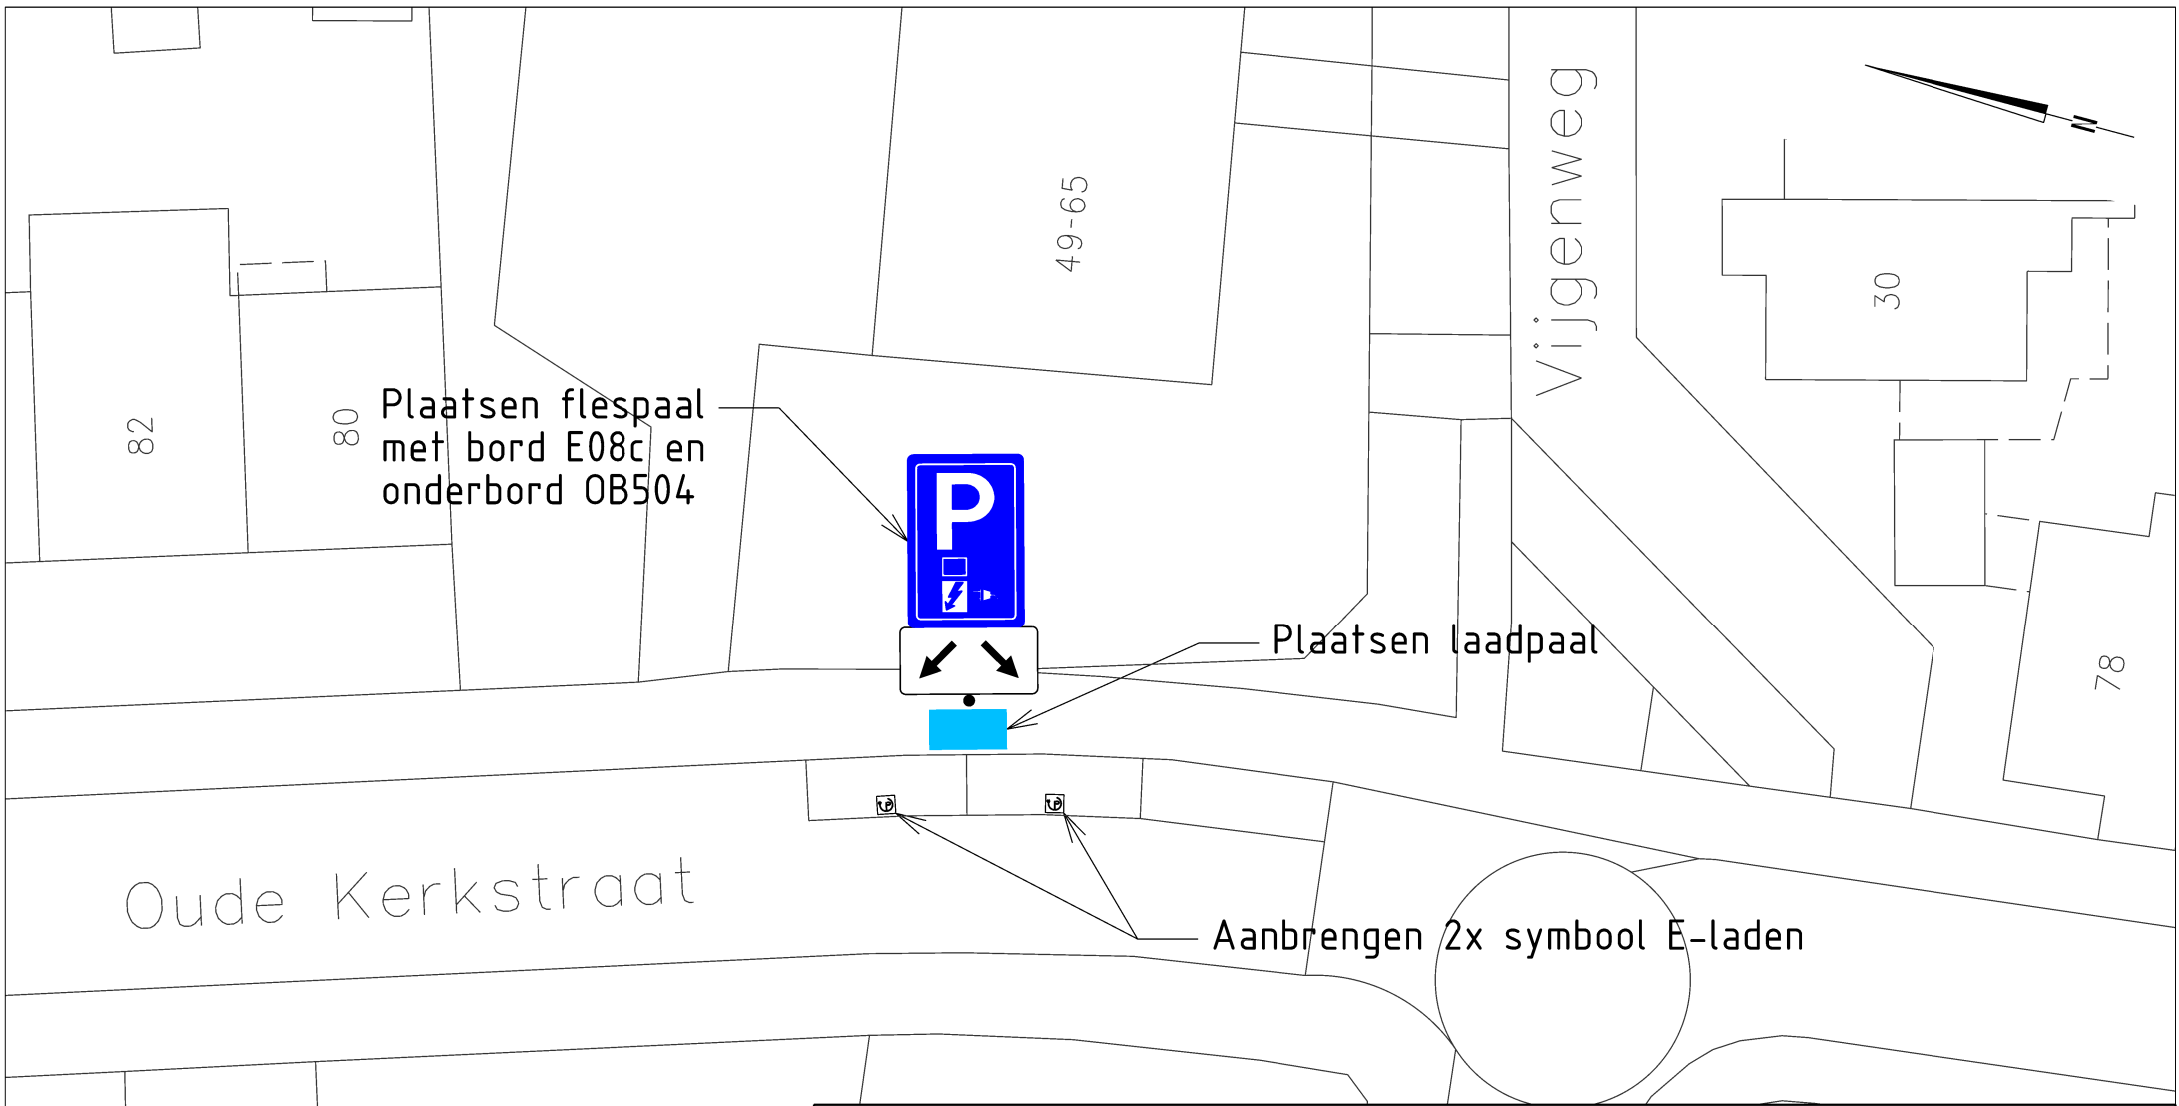 Vijgenweg
N
49-65
30
82
80
Plaatsen flespaal
met bord E08c en
onderbord OB504
P
Plaatsen laadpaal
78
Oude Kerkstraat
Aanbrengen 2x symbool E-laden